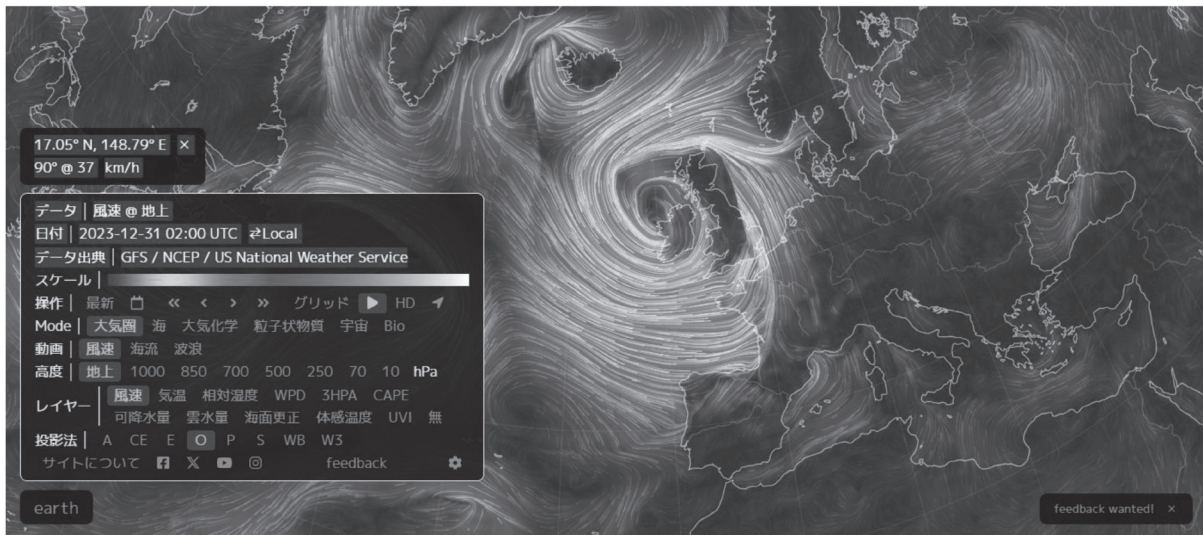 17.05° N, 148.79° E ×
90° @ 37 km/h
データ | 風速 @ 地上
日付 | 2023-12-31 02:00 UTC ⇄Local
データ出典 | GFS / NCEP / US National Weather Service
スケール |
操作 | 最新 « ‹ › » グリッド ▶ HD
Mode | 大気圏 海 大気化学 粒子状物質 宇宙 Bio
動画 | 風速 海流 波浪
高度 | 地上 1000 850 700 500 250 70 10 hPa
レイヤー | 風速 気温 相対湿度 WPD 3HPA CAPE
可降水量 雲水量 海面更正 体感温度 UVI 無
投影法 | A CE E O P S WB W3
サイトについて feedback
earth
feedback wanted! ×